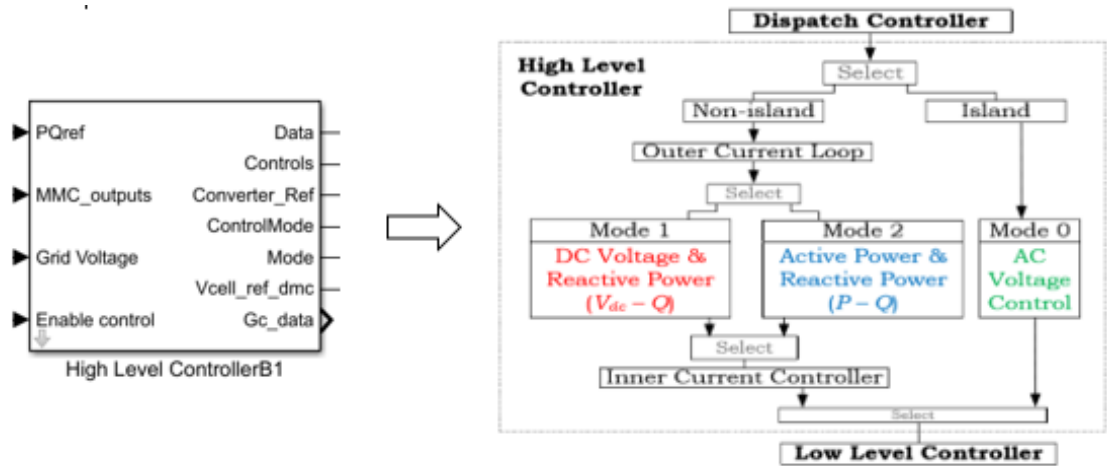 PQref
MMC_outputs
Grid Voltage
Enable control
Data
Controls
Converter_Ref
ControlMode
Mode
Vcell_ref_dmc
Gc_data
High Level ControllerB1
Dispatch Controller
High Level
Controller
Select
Non-island
Island
Outer Current Loop
Select
Mode 1
DC Voltage &
Reactive Power
(Vdc − Q)
Mode 2
Active Power &
Reactive Power
(P − Q)
Mode 0
AC
Voltage
Control
Select
Inner Current Controller
Select
Low Level Controller